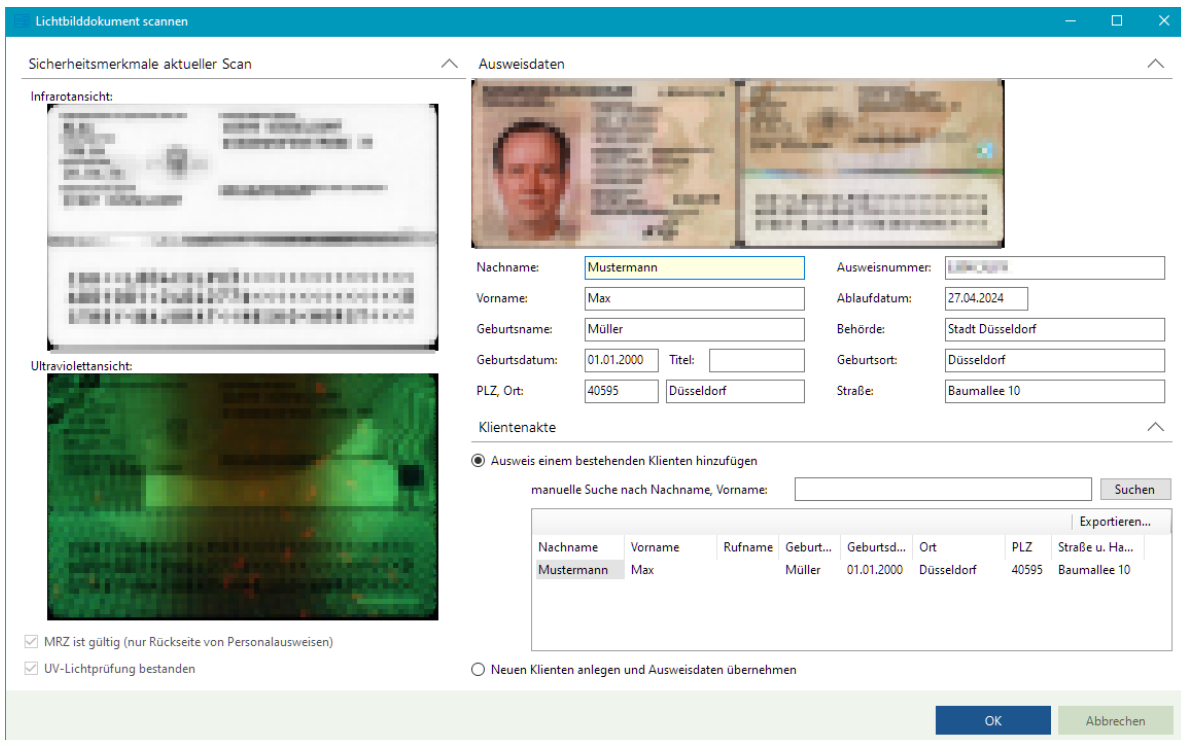 Lichtbilddokument scannen
Sicherheitsmerkmale aktueller Scan
Infrarotansicht:
Ultraviolettansicht:
MRZ ist gültig (nur Rückseite von Personalausweisen)
UV-Lichtprüfung bestanden
Ausweisdaten
Nachname: Mustermann Ausweisnummer:
Vorname: Max Ablaufdatum: 27.04.2024
Geburtsname: Müller Behörde: Stadt Düsseldorf
Geburtsdatum: 01.01.2000 Titel: Geburtsort: Düsseldorf
PLZ, Ort: 40595 Düsseldorf Straße: Baumallee 10
Klientenakte
Ausweis einem bestehenden Klienten hinzufügen
manuelle Suche nach Nachname, Vorname: Suchen
Exportieren...
Nachname Vorname Rufname Geburt... Geburtsd... Ort PLZ Straße u. Ha...
Mustermann Max Müller 01.01.2000 Düsseldorf 40595 Baumallee 10
Neuen Klienten anlegen und Ausweisdaten übernehmen
OK Abbrechen